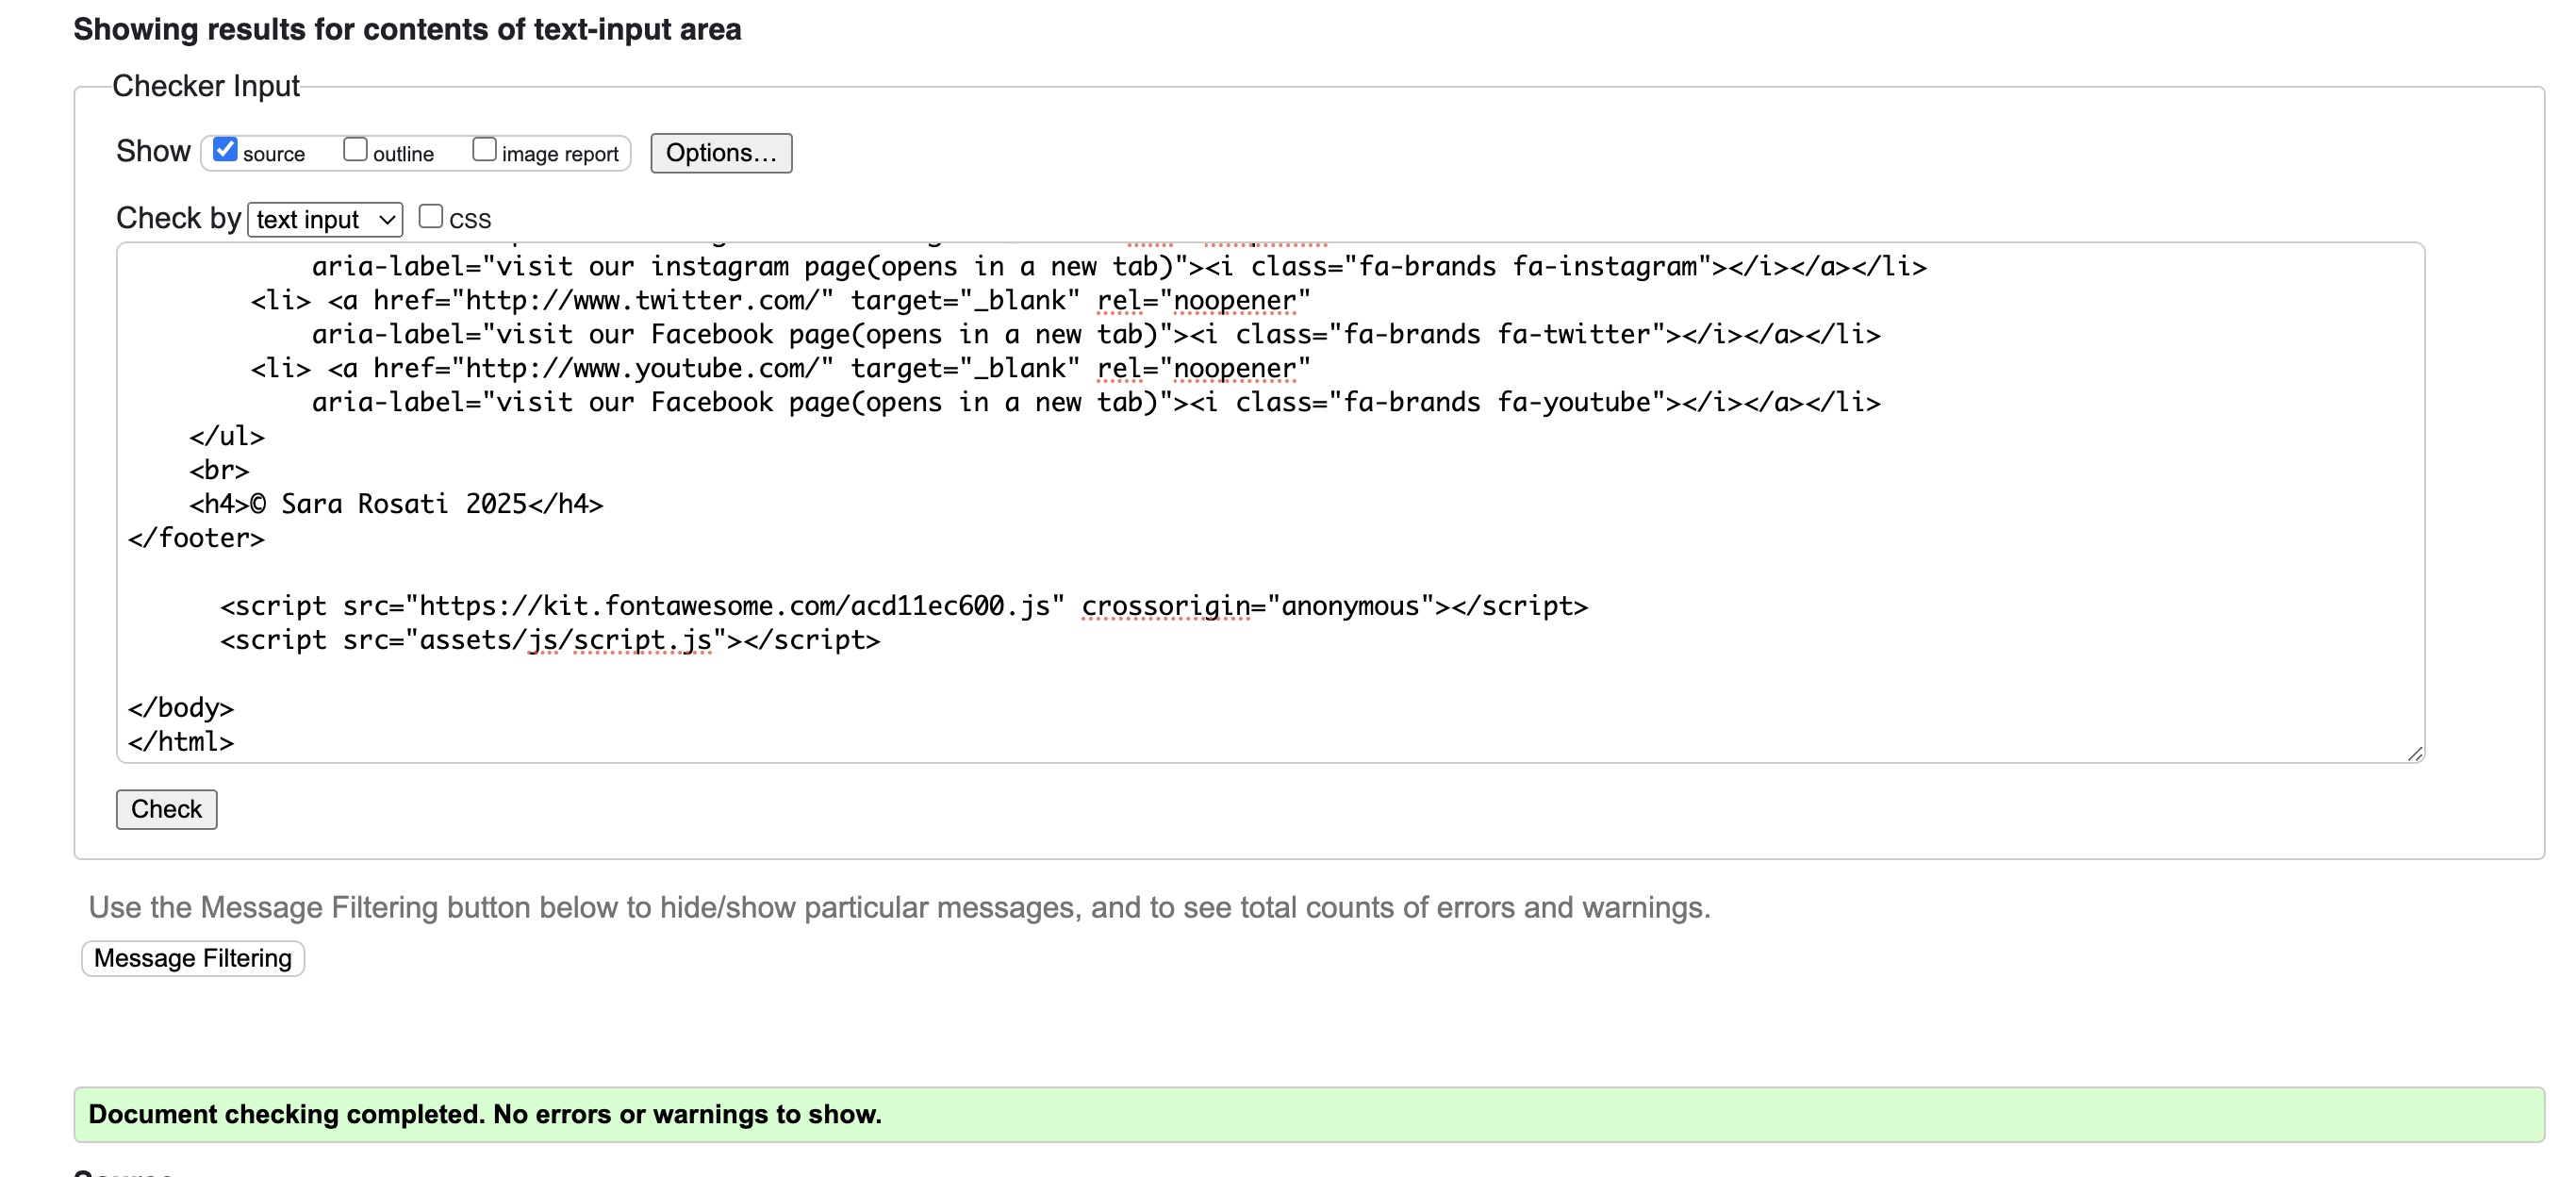 Showing results for contents of text-input area
Checker Input
Show source outline image report Options...
Check by text input CSS
aria-label="visit our instagram page(opens in a new tab)"><i class="fa-brands fa-instagram"></i></a></li>
<li> <a href="http://www.twitter.com/" target="_blank" rel="noopener"
aria-label="visit our Facebook page(opens in a new tab)"><i class="fa-brands fa-twitter"></i></a></li>
<li> <a href="http://www.youtube.com/" target="_blank" rel="noopener"
aria-label="visit our Facebook page(opens in a new tab)"><i class="fa-brands fa-youtube"></i></a></li>
</ul>
<br>
<h4>© Sara Rosati 2025</h4>
</footer>
<script src="https://kit.fontawesome.com/acd11ec600.js" crossorigin="anonymous"></script>
<script src="assets/js/script.js"></script>
</body>
</html>
Check
Use the Message Filtering button below to hide/show particular messages, and to see total counts of errors and warnings.
Message Filtering
Document checking completed. No errors or warnings to show.